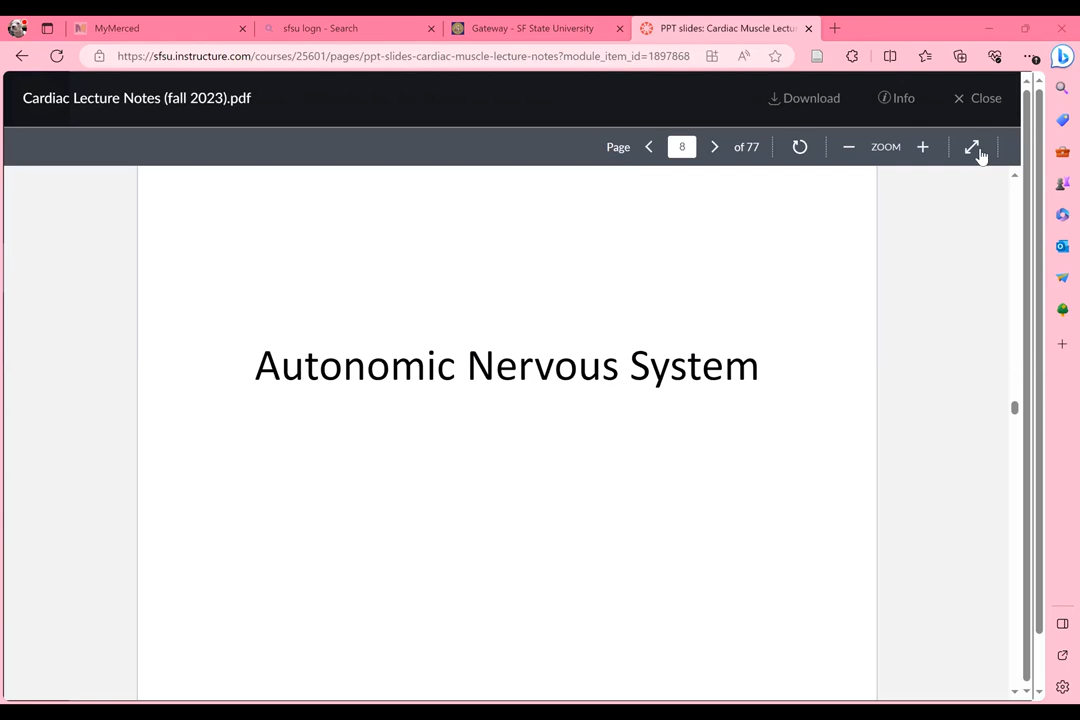 MyMerced
sfsu logn - Search
Gateway - SF State University
PPT slides: Cardiac Muscle Lectu
https://sfsu.instructure.com/courses/25601/pages/ppt-slides-cardiac-muscle-lecture-notes?module_item_id=1897868
Cardiac Lecture Notes (fall 2023).pdf
Download
Info
Close
Page
8
of 77
ZOOM
Autonomic Nervous System